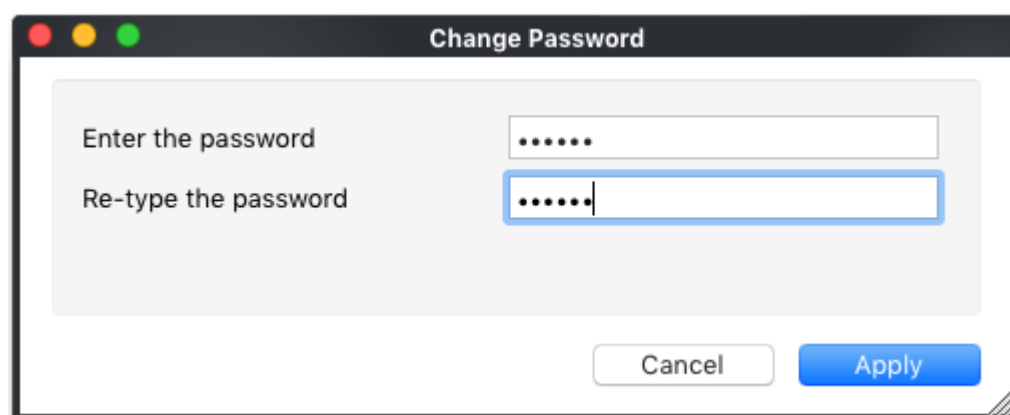 Change Password
Enter the password ••••••
Re-type the password ••••••
Cancel Apply